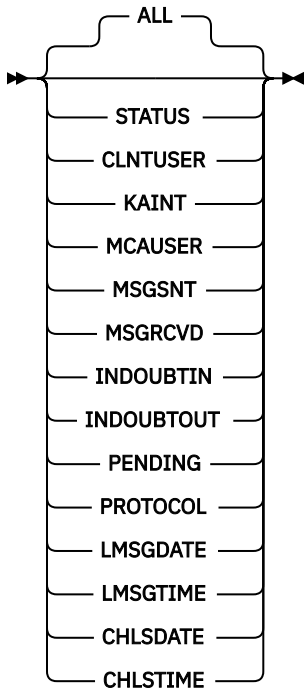 ALL
STATUS
CLNTUSER
KAINT
MCAUSER
MSGSNT
MSGRCVD
INDOUBTIN
INDOUBTOUT
PENDING
PROTOCOL
LMSGDATE
LMSGTIME
CHLSDATE
CHLSTIME